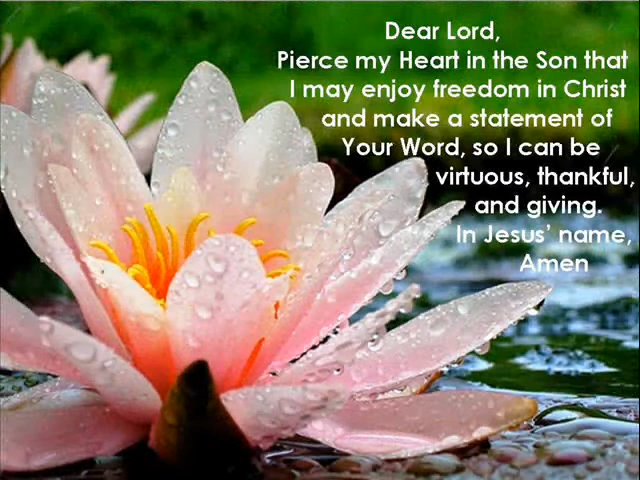 Dear Lord,
Pierce my Heart in the Son that
I may enjoy freedom in Christ
and make a statement of
Your Word, so I can be
virtuous, thankful,
and giving.
In Jesus’ name,
Amen